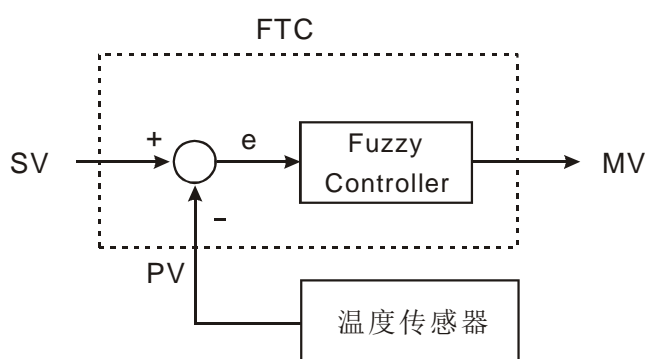 FTC
+
e
SV
Fuzzy
Controller
MV
−
PV
温度传感器